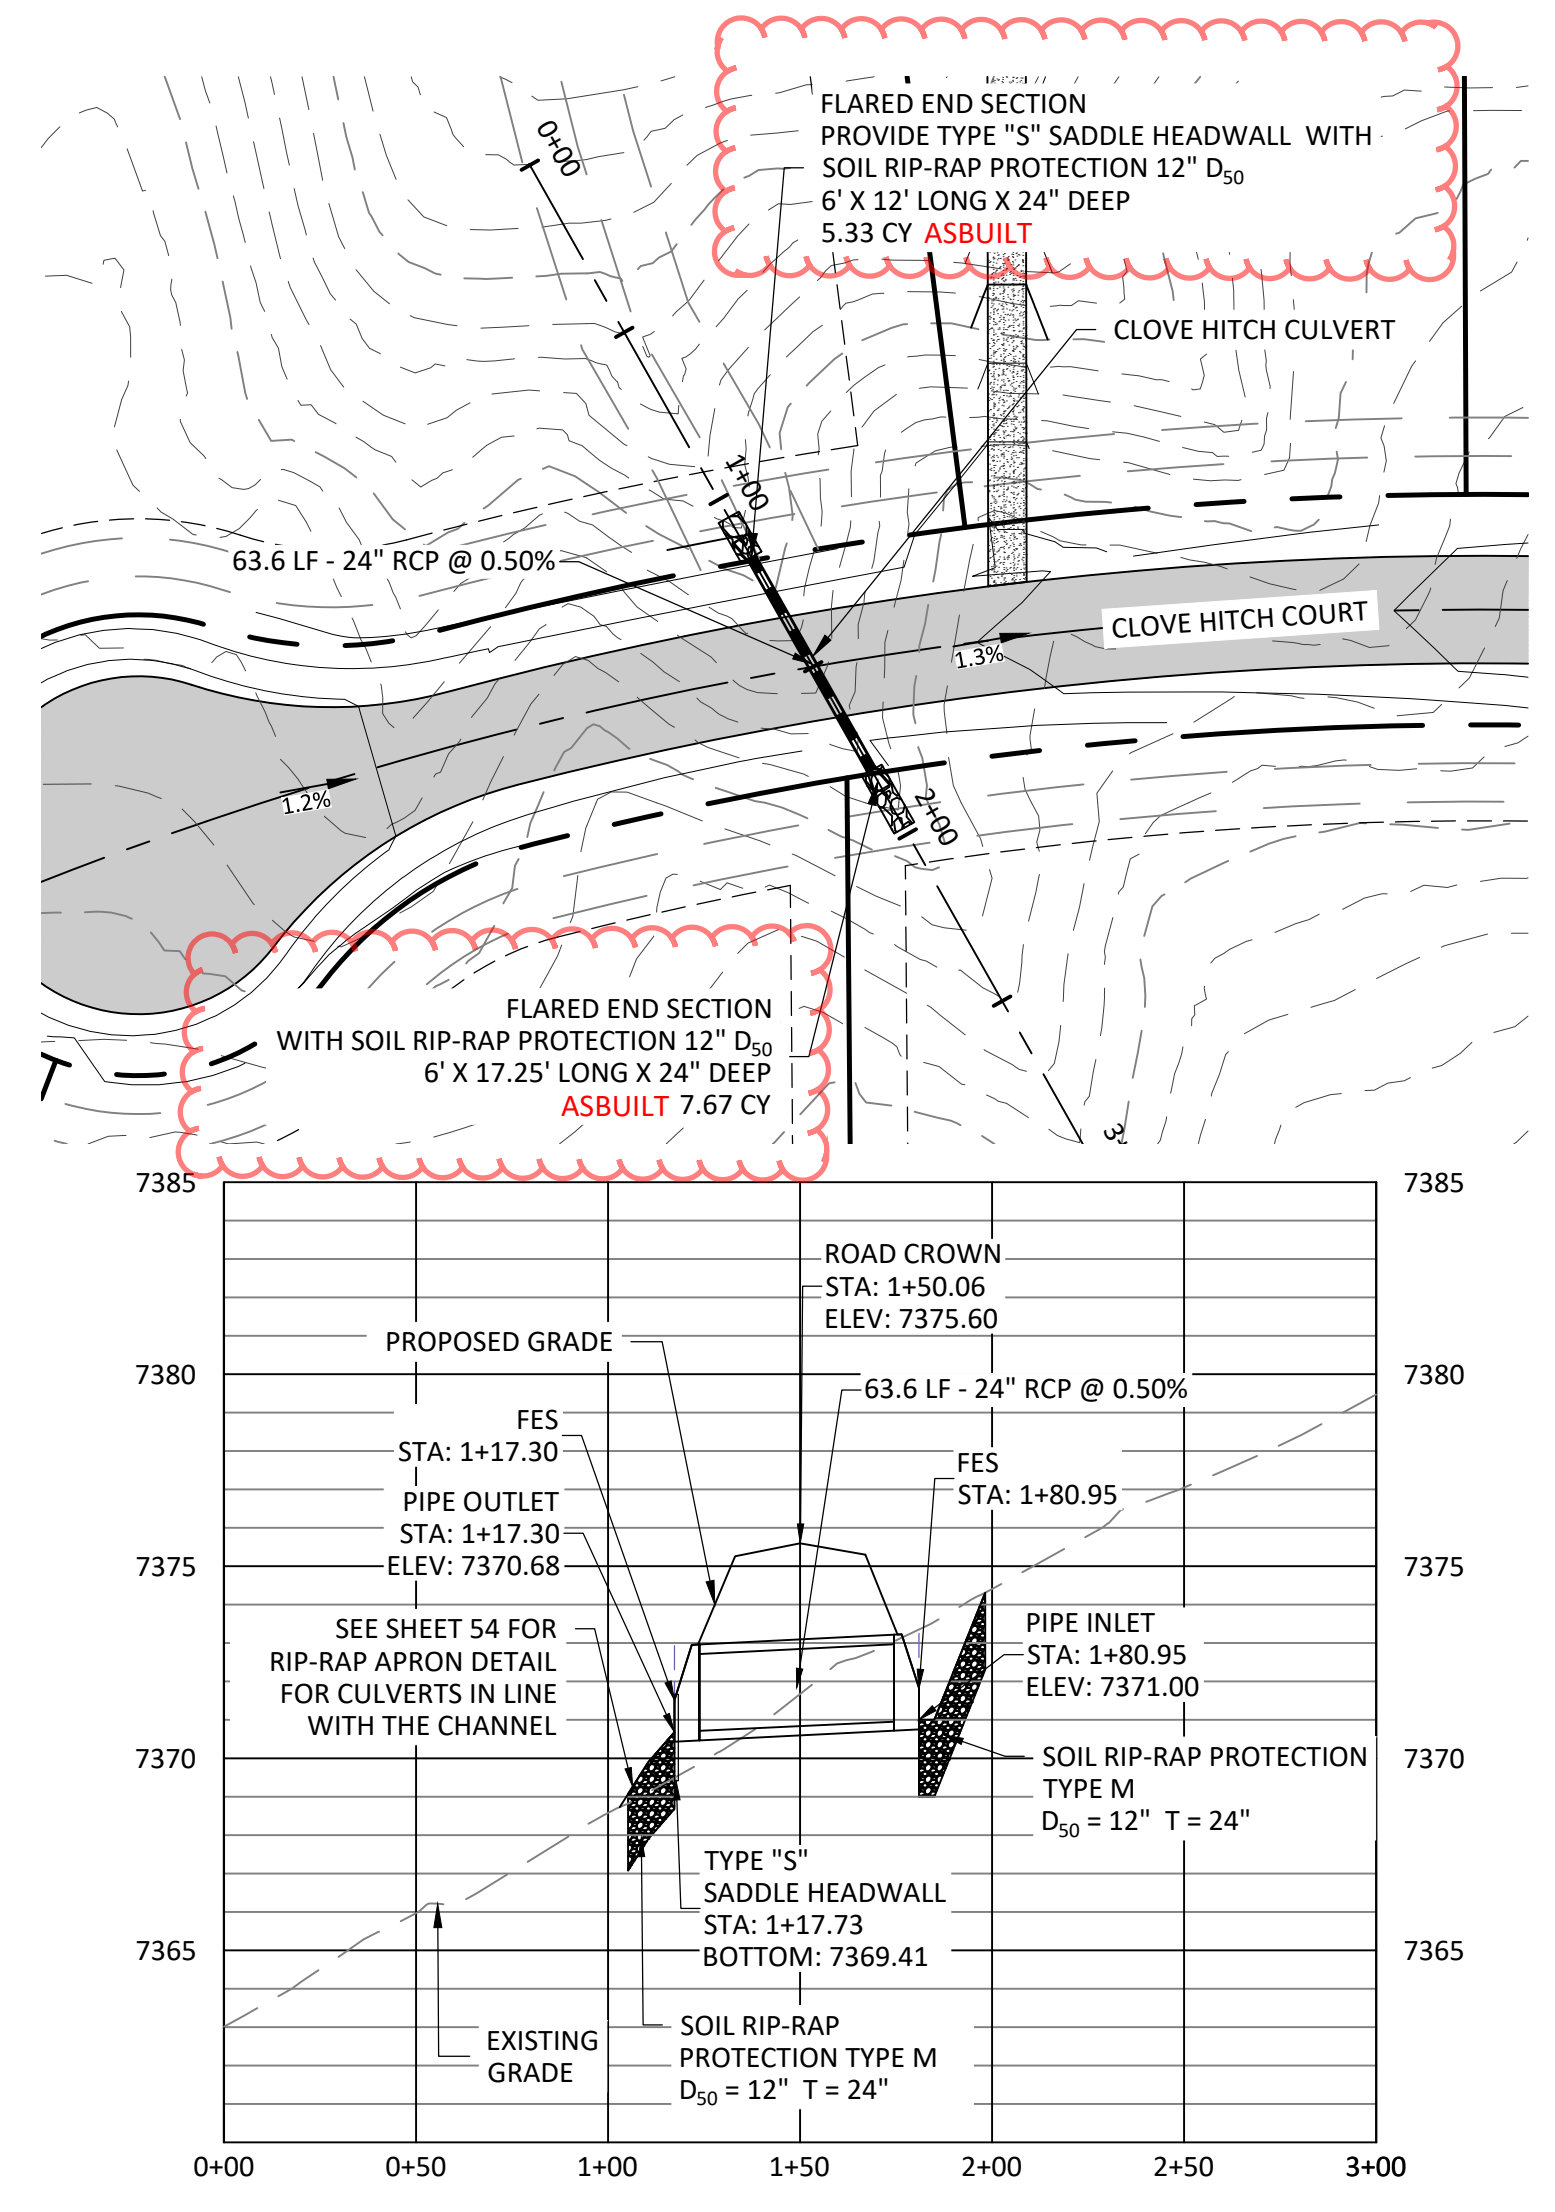 FLARED END SECTION
PROVIDE TYPE "S" SADDLE HEADWALL WITH
SOIL RIP-RAP PROTECTION 12" D50
6' X 12' LONG X 24" DEEP
5.33 CY ASBUILT
0+00
CLOVE HITCH CULVERT
1+00
63.6 LF - 24" RCP @ 0.50%
CLOVE HITCH COURT
1.3%
1.2%
2+00
FLARED END SECTION
WITH SOIL RIP-RAP PROTECTION 12" D50
6' X 17.25' LONG X 24" DEEP
ASBUILT 7.67 CY
7385
7385
ROAD CROWN
STA: 1+50.06
ELEV: 7375.60
PROPOSED GRADE
7380
7380
63.6 LF - 24" RCP @ 0.50%
FES
STA: 1+17.30
FES
STA: 1+80.95
PIPE OUTLET
STA: 1+17.30
ELEV: 7370.68
7375
7375
SEE SHEET 54 FOR
RIP-RAP APRON DETAIL
FOR CULVERTS IN LINE
WITH THE CHANNEL
PIPE INLET
STA: 1+80.95
ELEV: 7371.00
7370
7370
SOIL RIP-RAP PROTECTION
TYPE M
D50 = 12" T = 24"
TYPE "S"
SADDLE HEADWALL
STA: 1+17.73
BOTTOM: 7369.41
7365
7365
EXISTING
GRADE
SOIL RIP-RAP
PROTECTION TYPE M
D50 = 12" T = 24"
0+00
0+50
1+00
1+50
2+00
2+50
3+00